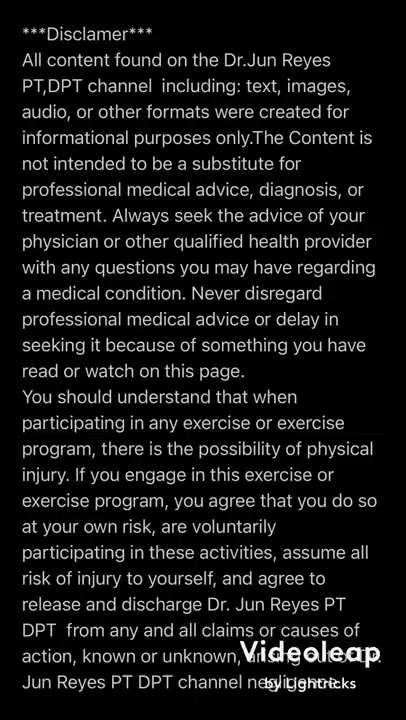 ***Disclamer***
All content found on the Dr.Jun Reyes
PT,DPT channel  including: text, images,
audio, or other formats were created for
informational purposes only.The Content is
not intended to be a substitute for
professional medical advice, diagnosis, or
treatment. Always seek the advice of your
physician or other qualified health provider
with any questions you may have regarding
a medical condition. Never disregard
professional medical advice or delay in
seeking it because of something you have
read or watch on this page.
You should understand that when
participating in any exercise or exercise
program, there is the possibility of physical
injury. If you engage in this exercise or
exercise program, you agree that you do so
at your own risk, are voluntarily
participating in these activities, assume all
risk of injury to yourself, and agree to
release and discharge Dr. Jun Reyes PT
DPT  from any and all claims or causes of
action, known or unknown, arising out of
Jun Reyes PT DPT channel negligence
Videoleap
by Lightricks